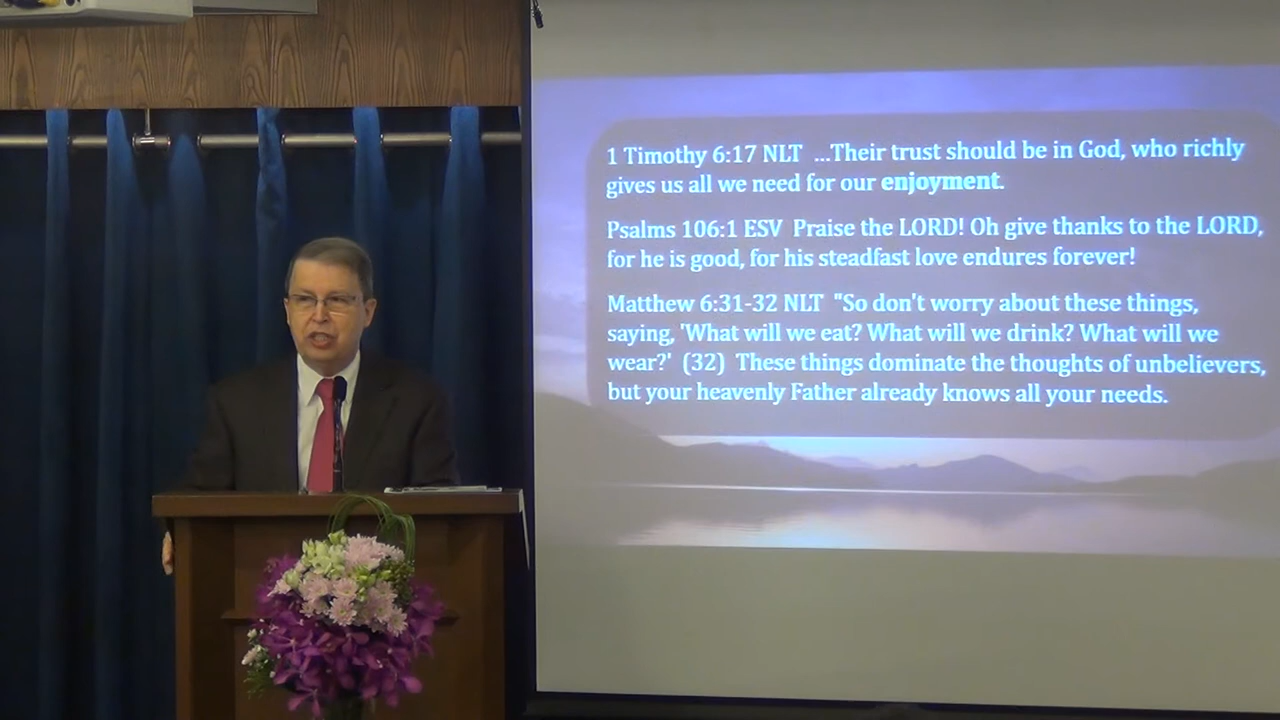 1 Timothy 6:17 NLT ...Their trust should be in God, who richly
gives us all we need for our enjoyment.
Psalms 106:1 ESV Praise the LORD! Oh give thanks to the LORD,
for he is good, for his steadfast love endures forever!
Matthew 6:31-32 NLT "So don't worry about these things,
saying, 'What will we eat? What will we drink? What will we
wear?' (32) These things dominate the thoughts of unbelievers,
but your heavenly Father already knows all your needs.